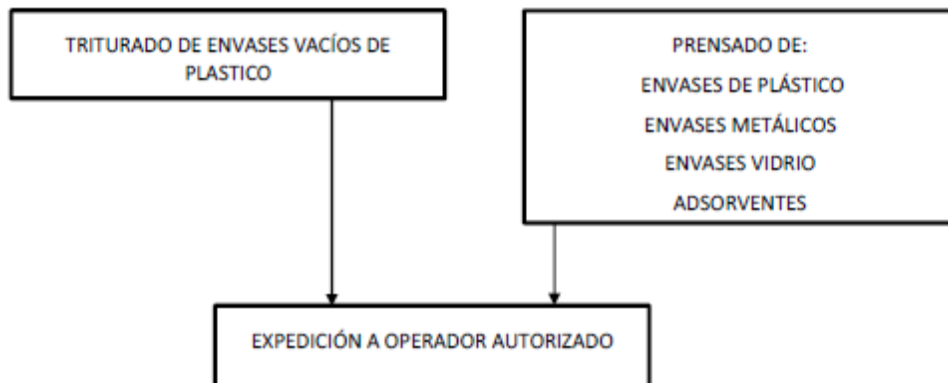 TRITURADO DE ENVASES VACÍOS DE
PLASTICO
PRENSADO DE:
ENVASES DE PLÁSTICO
ENVASES METÁLICOS
ENVASES VIDRIO
ADSORVENTES
EXPEDICIÓN A OPERADOR AUTORIZADO